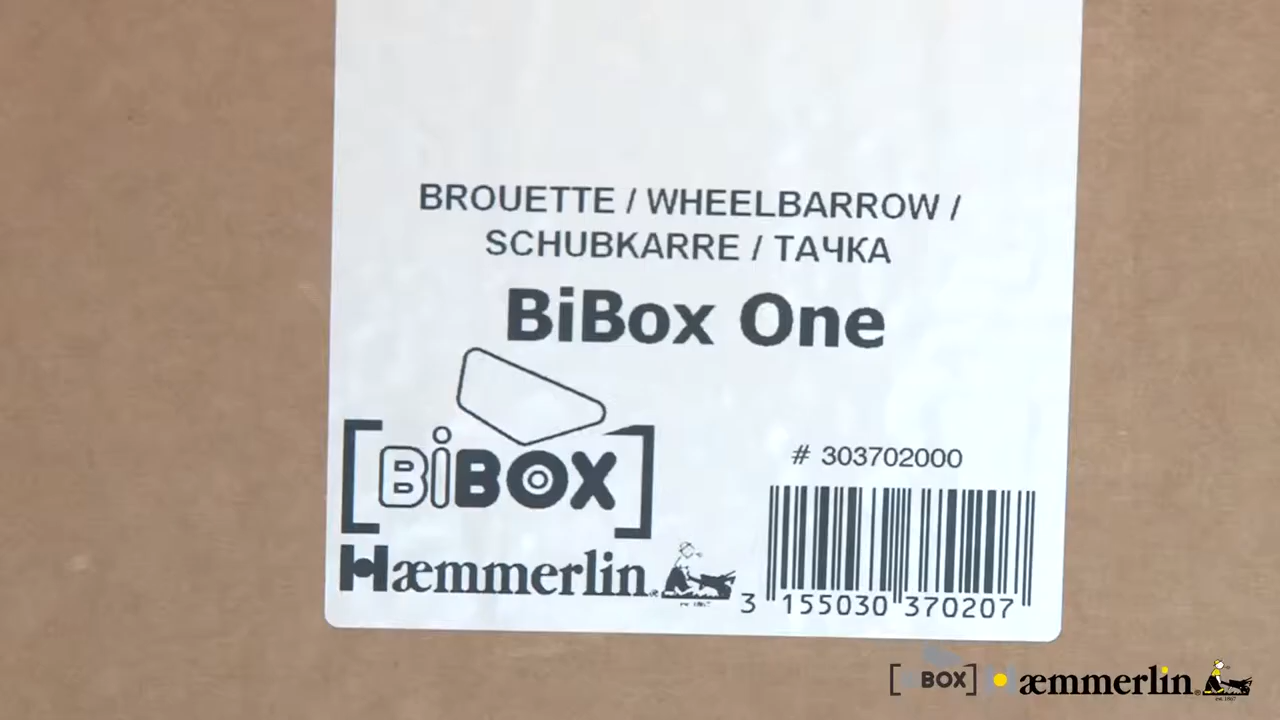 BROUETTE / WHEELBARROW /
SCHUBKARRE / ТАЧКА
BiBox One
[BiBOX]
Hæmmerlin®
# 303702000
3 155030 370207
[BOX] Hæmmerlin®